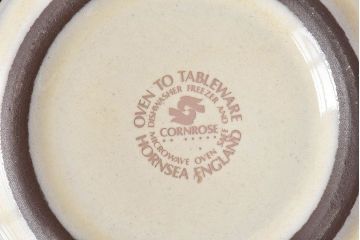 OVEN TO TABLEWARE
DISHWASHER FREEZER AND
CORNROSE
MICROWAVE OVEN SAFE
HORNSEA ENGLAND